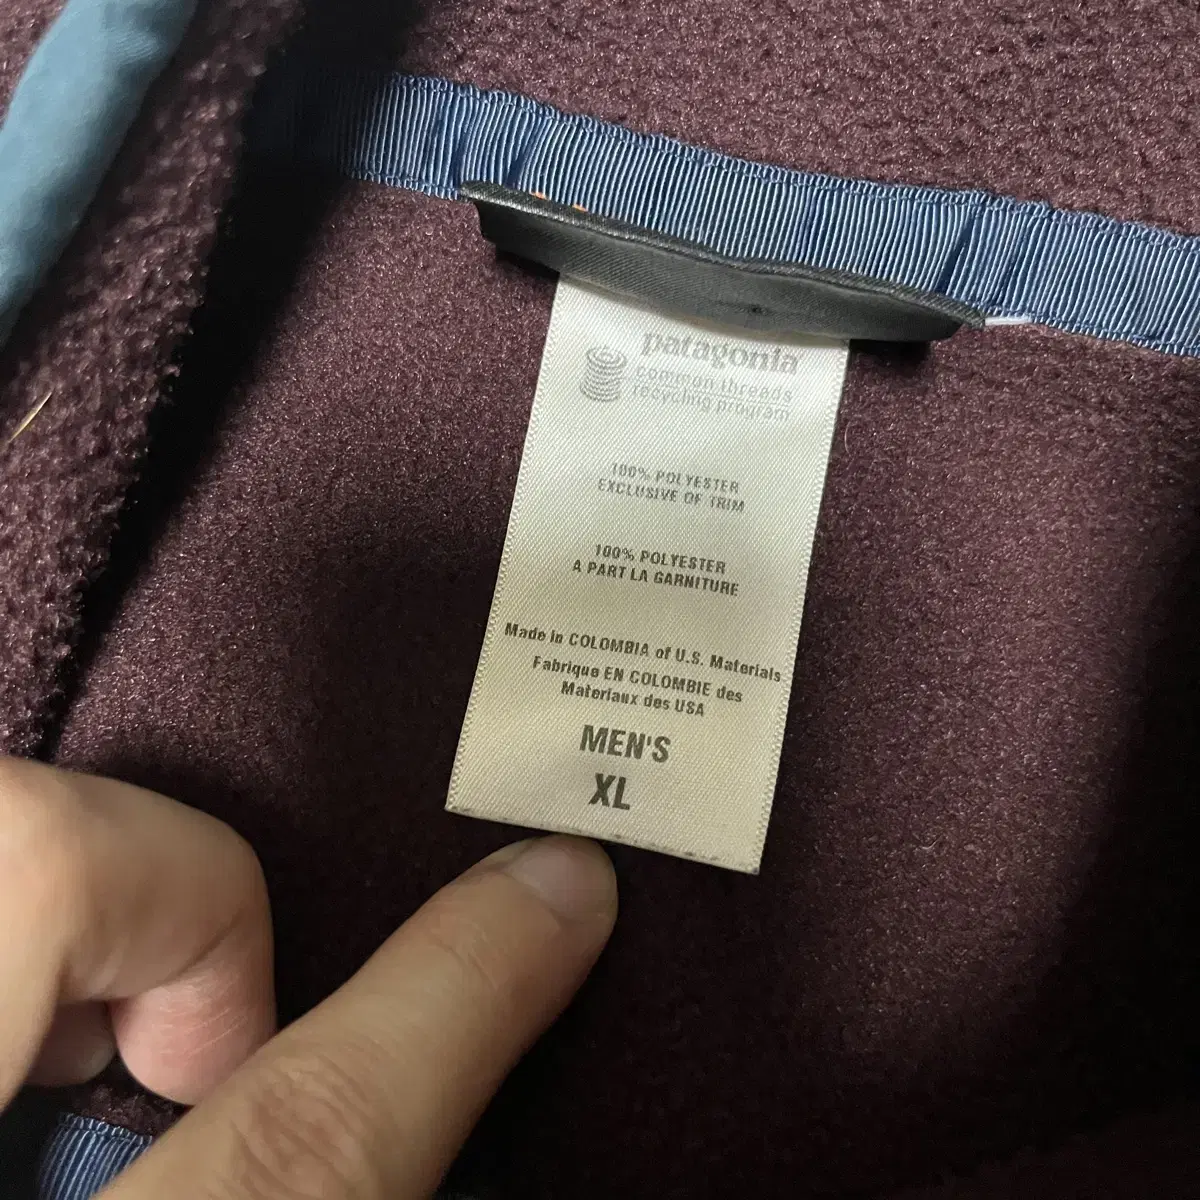 patagonia
common threads
recycling program
100% POLYESTER
EXCLUSIVE OF TRIM
100% POLYESTER
A PART LA GARNITURE
Made in COLOMBIA of U.S. Materials
Fabrique EN COLOMBIE des
Materiaux des USA
MEN'S
XL